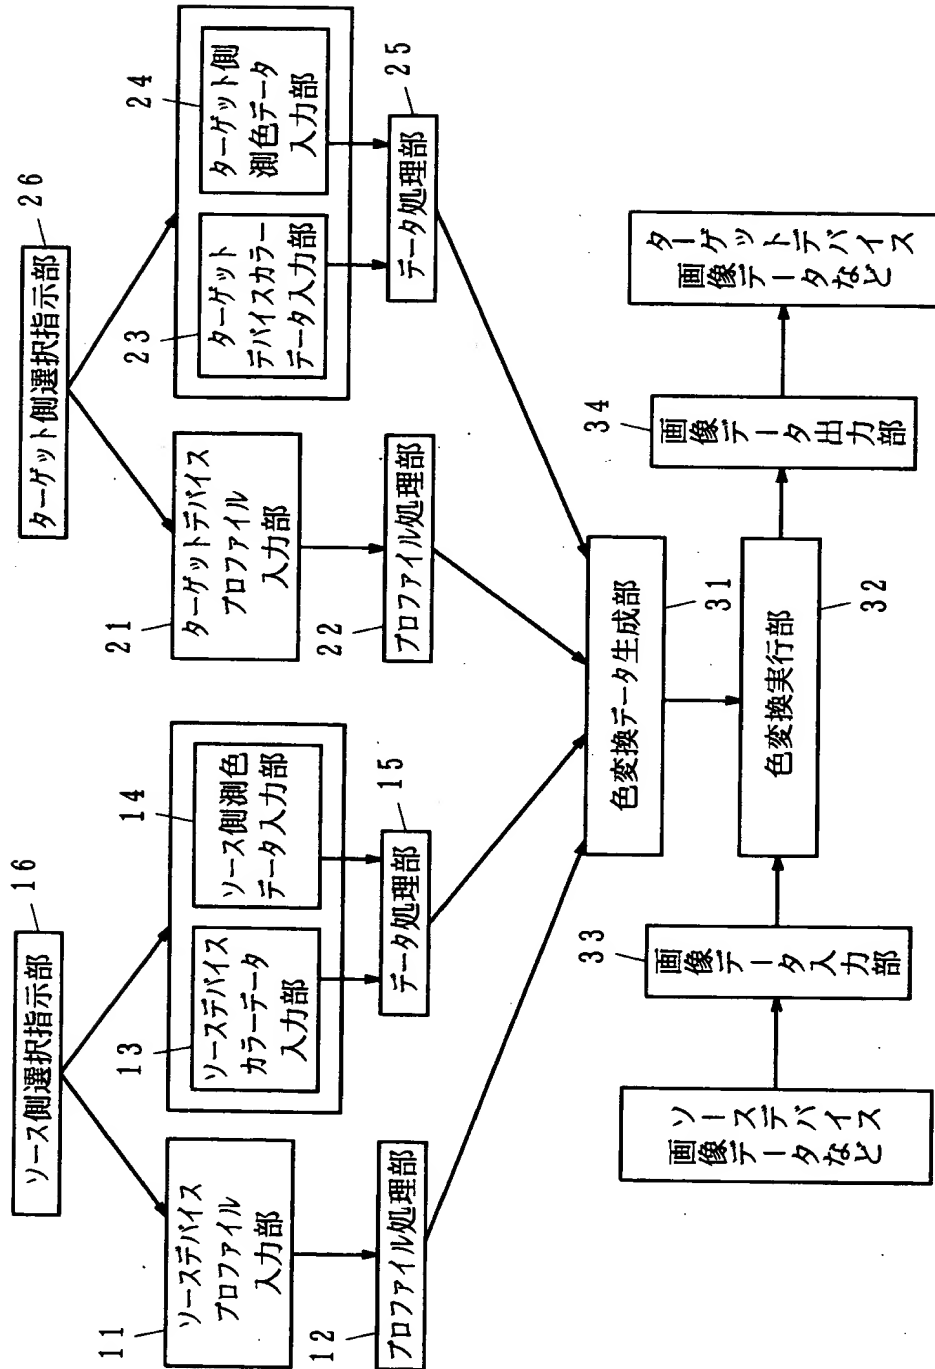 16
ソース側選択指示部
11
ソースデバイス
プロファイル
入力部
12
プロファイル処理部
13
ソースデバイス
カラーデータ
入力部
14
ソース側測色
データ入力部
15
データ処理部
26
ターゲット側選択指示部
21
ターゲットデバイス
プロファイル
入力部
22
プロファイル処理部
23
ターゲット
デバイスカラー
データ入力部
24
ターゲット側
測色データ
入力部
25
データ処理部
31
色変換データ生成部
32
色変換実行部
ソースデバイス
画像データなど
33
画像データ入力部
34
画像データ出力部
ターゲットデバイス
画像データなど